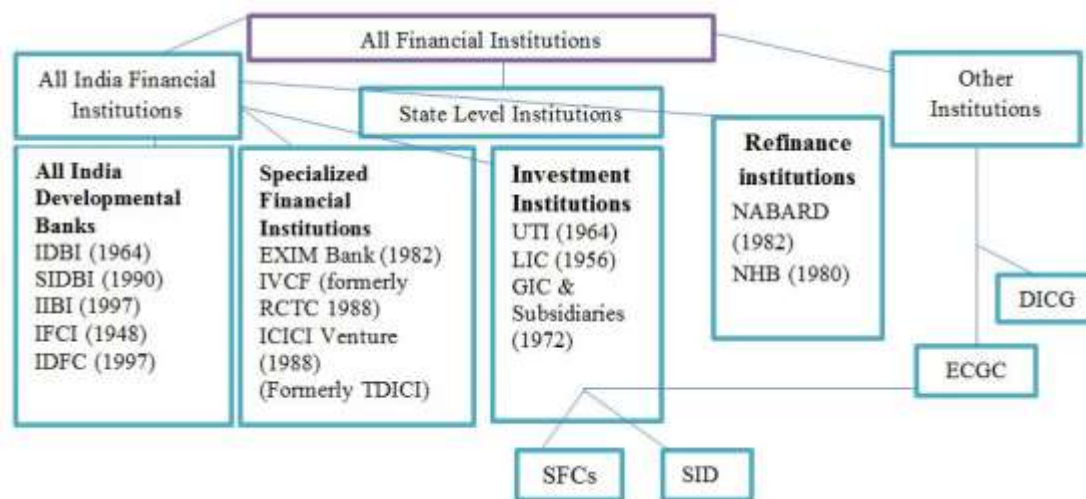 All Financial Institutions
All India Financial
Institutions
State Level Institutions
Other
Institutions
All India
Developmental
Banks
IDBI (1964)
SIDBI (1990)
IIBI (1997)
IFCI (1948)
IDFC (1997)
Specialized
Financial
Institutions
EXIM Bank (1982)
IVCF (formerly
RCTC 1988)
ICICI Venture
(1988)
(Formerly TDICI)
Investment
Institutions
UTI (1964)
LIC (1956)
GIC &
Subsidiaries
(1972)
Refinance
institutions
NABARD
(1982)
NHB (1980)
DICG
ECGC
SFCs
SID